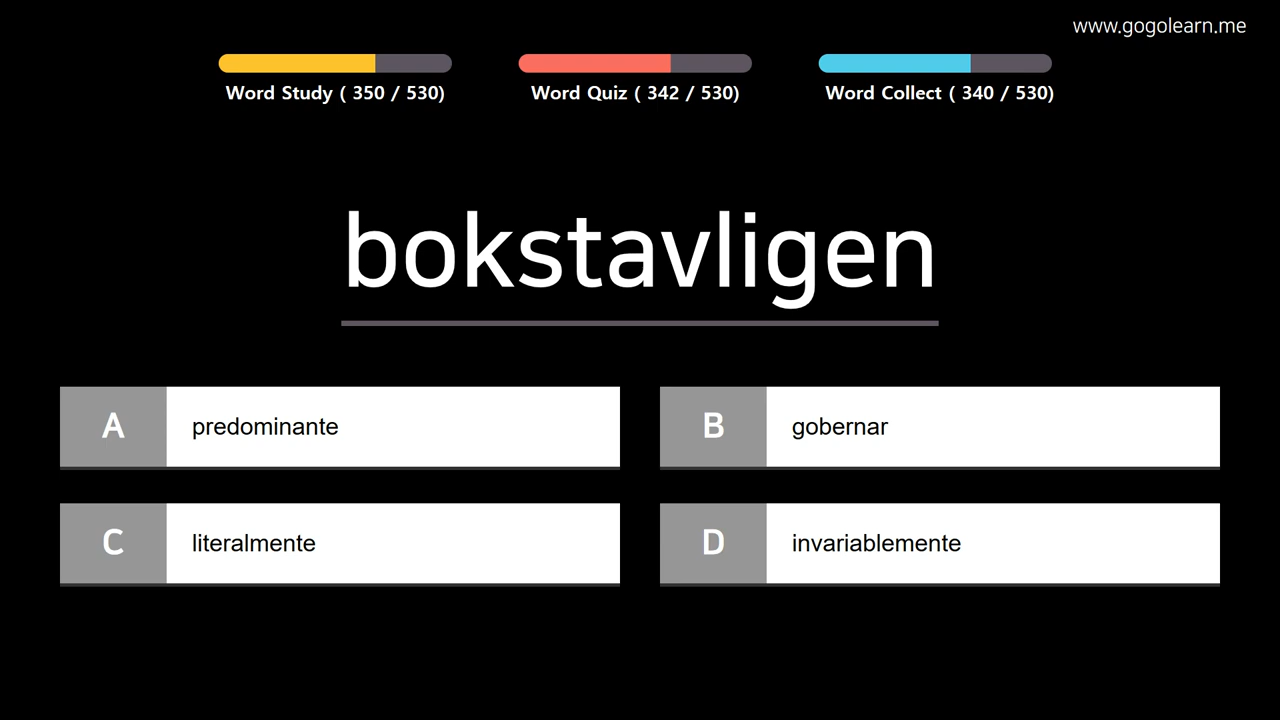 www.gogolearn.me
Word Study ( 350 / 530)
Word Quiz ( 342 / 530)
Word Collect ( 340 / 530)
bokstavligen
A predominante
B gobernar
C literalmente
D invariablemente